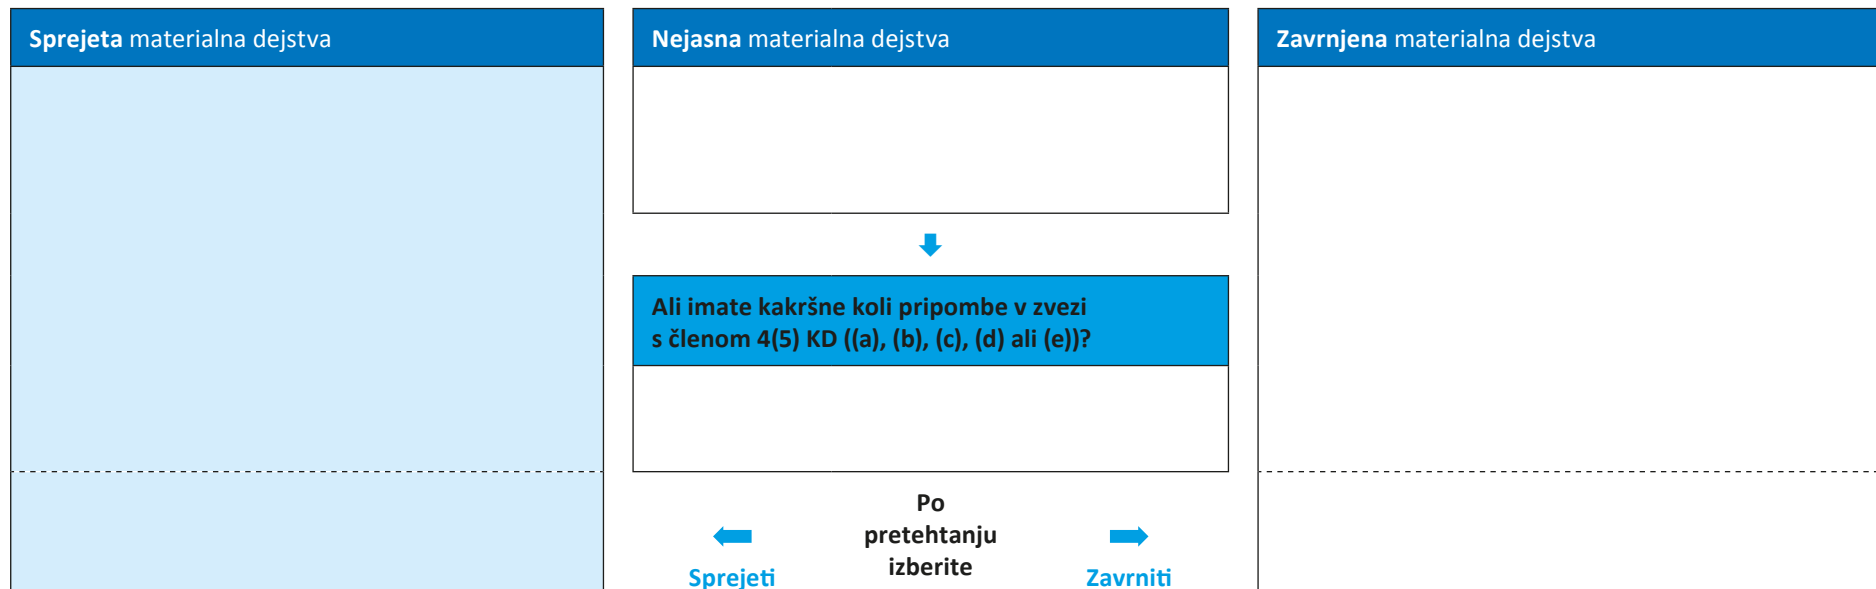 Sprejeta materialna dejstva
Nejasna materialna dejstva
Zavrnjena materialna dejstva
Ali imate kakršne koli pripombe v zvezi
s členom 4(5) KD ((a), (b), (c), (d) ali (e))?
Po
pretehtanju
izberite
Sprejeti
Zavrniti